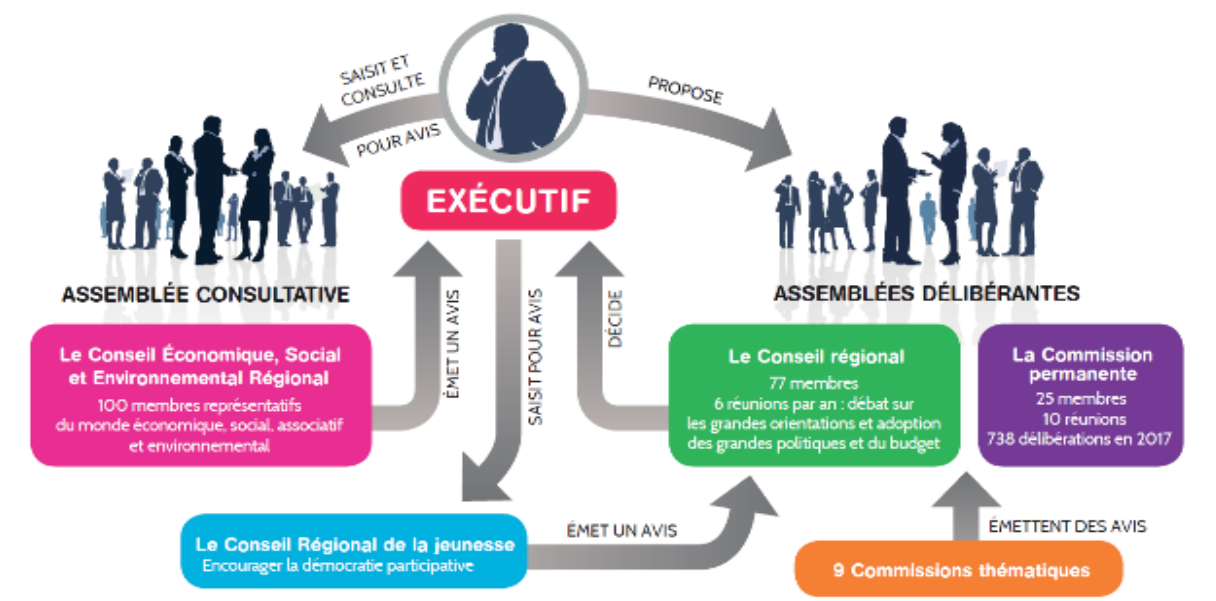 SAISIT ET
CONSULTE
POUR AVIS
PROPOSE
EXÉCUTIF
ASSEMBLÉE CONSULTATIVE
Le Conseil Économique, Social
et Environnemental Régional
100 membres représentatifs
du monde économique, social, associatif
et environnemental
ÉMET UN AVIS
SAISIT POUR AVIS
DÉCIDE
ASSEMBLÉES DÉLIBÉRANTES
Le Conseil régional
77 membres
6 réunions par an : débat sur
les grandes orientations et adoption
des grandes politiques et du budget
La Commission
permanente
25 membres
10 réunions
738 délibérations en 2017
Le Conseil Régional de la jeunesse
Encourager la démocratie participative
ÉMET UN AVIS
ÉMETTENT DES AVIS
9 Commissions thématiques